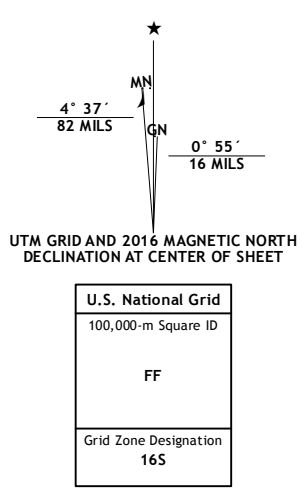 ★
MN
4° 37´
82 MILS
GN
0° 55´
16 MILS
UTM GRID AND 2016 MAGNETIC NORTH
DECLINATION AT CENTER OF SHEET
U.S. National Grid
100,000-m Square ID
FF
Grid Zone Designation
16S